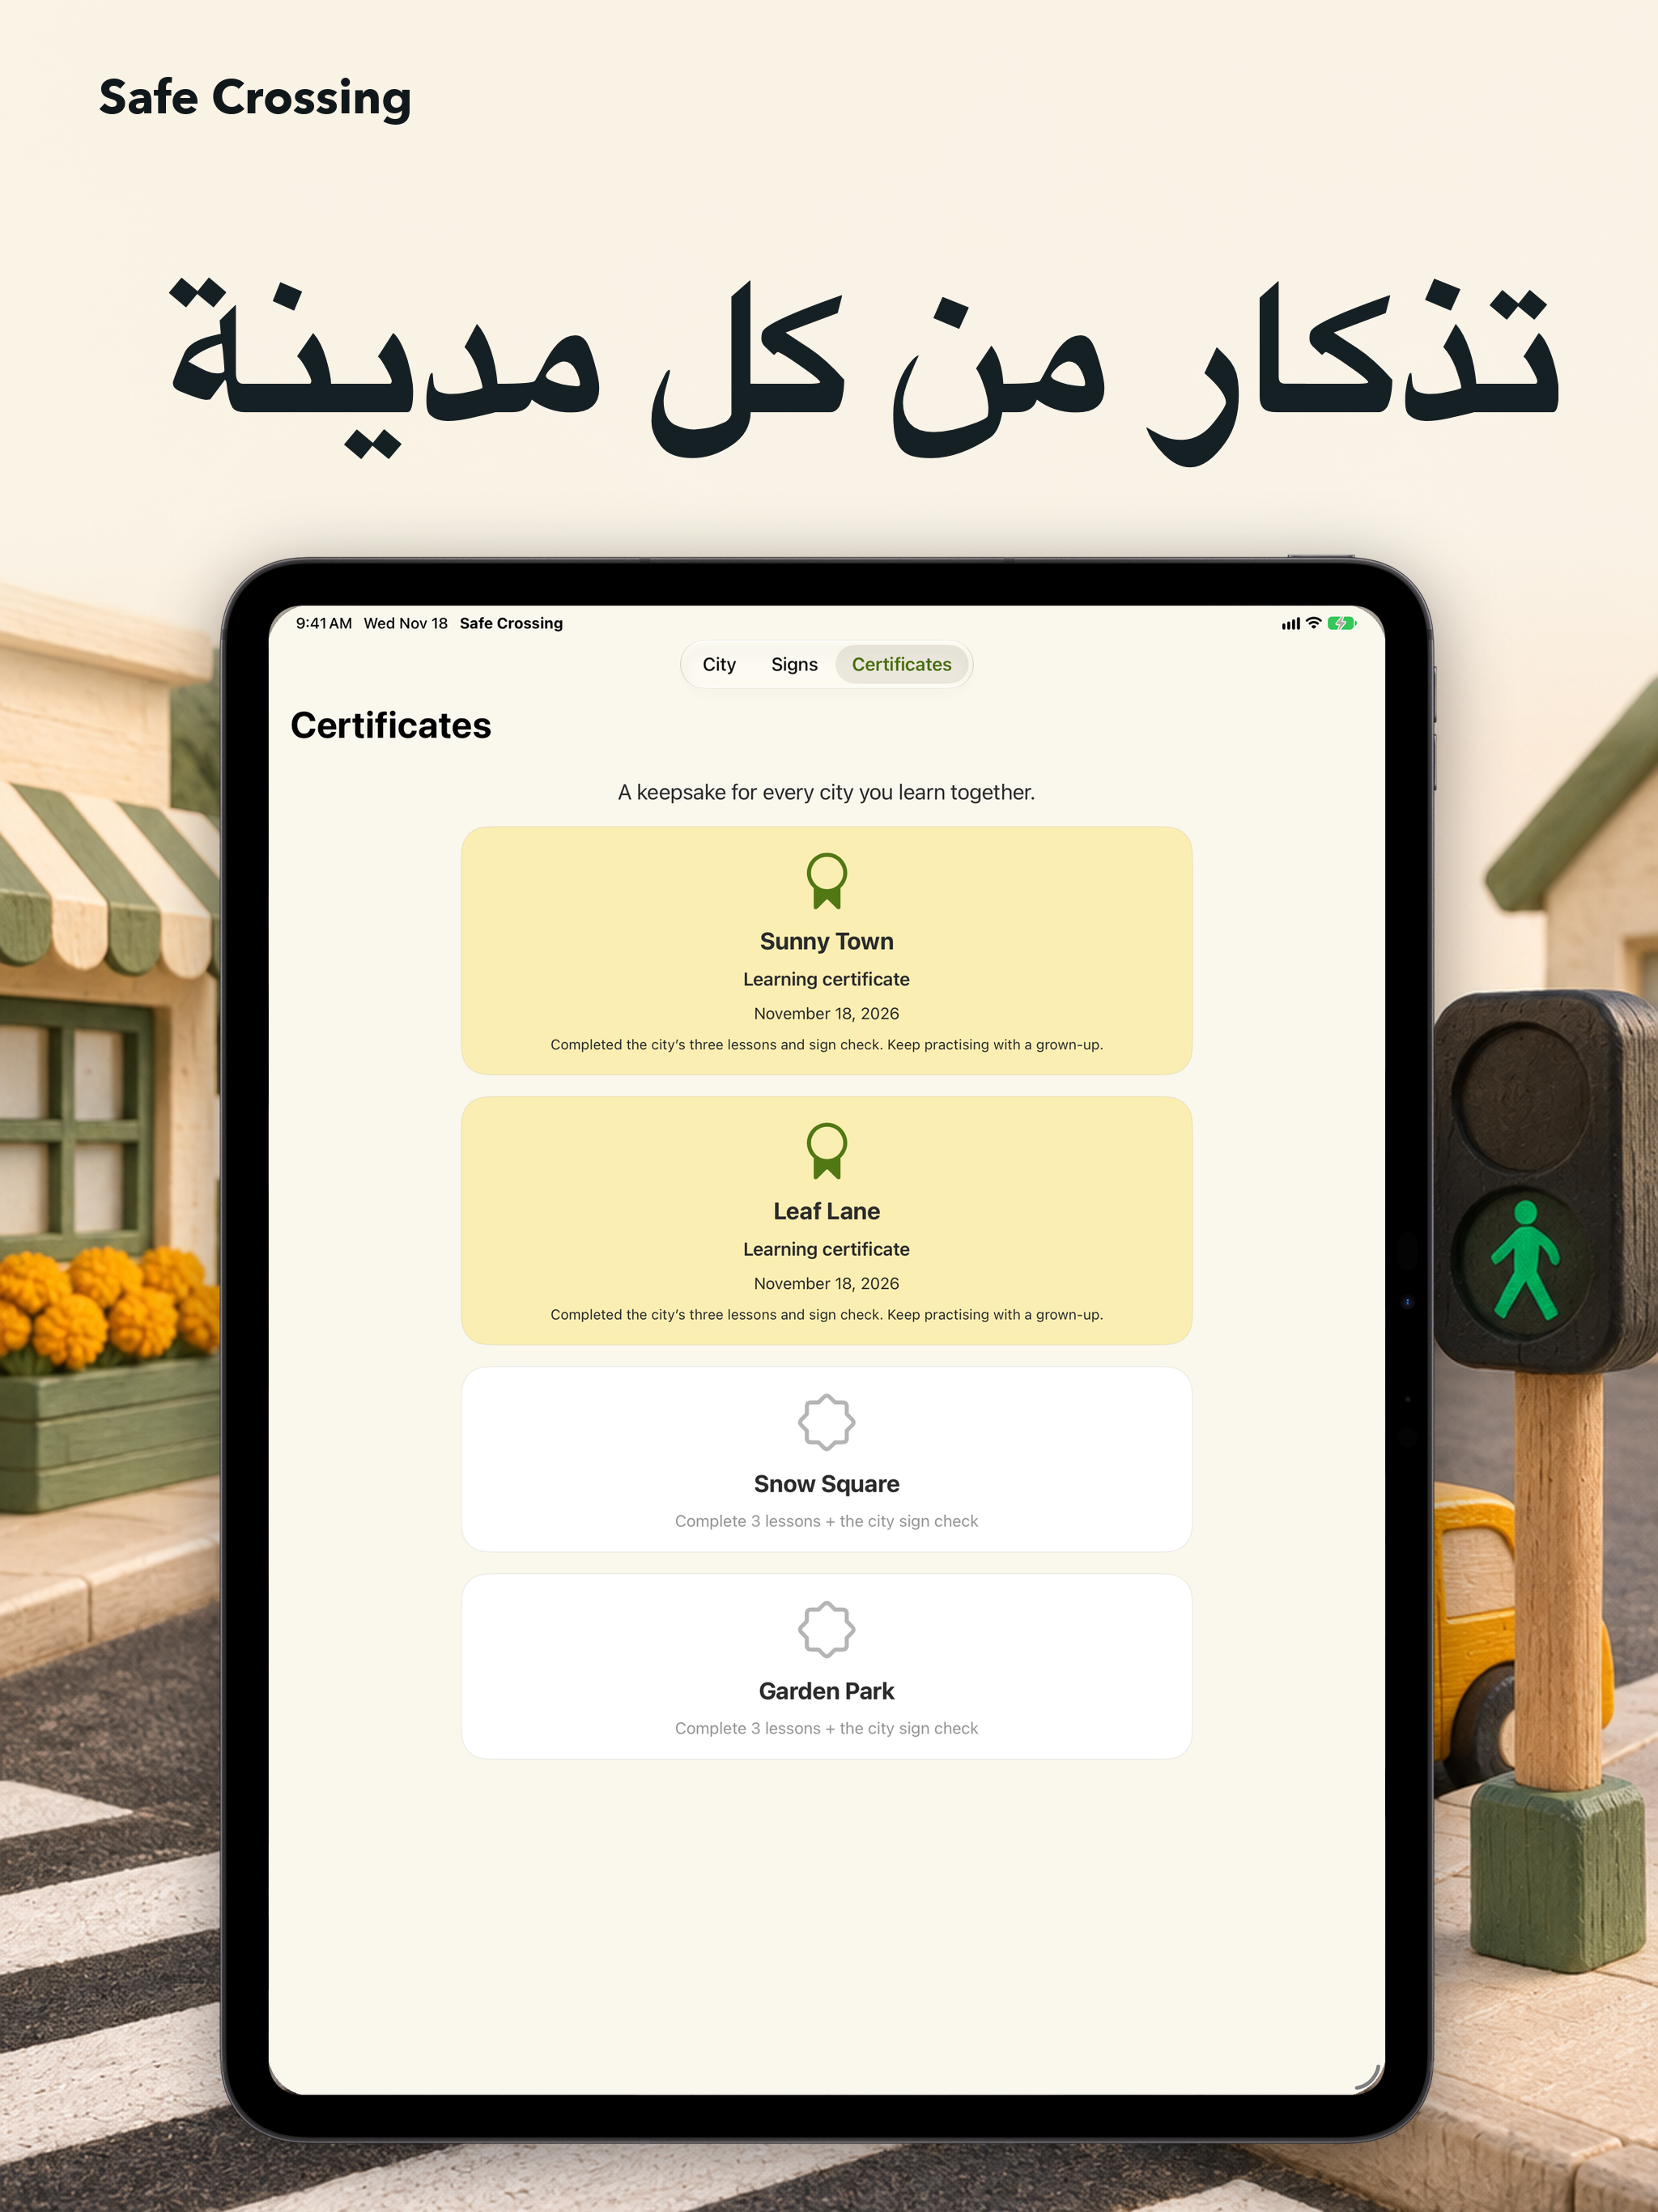 Safe Crossing
تذكار من كل مدينة
9:41 AM Wed Nov 18 Safe Crossing
City Signs Certificates
Certificates
A keepsake for every city you learn together.
Sunny Town
Learning certificate
November 18, 2026
Completed the city’s three lessons and sign check. Keep practising with a grown-up.
Leaf Lane
Learning certificate
November 18, 2026
Completed the city’s three lessons and sign check. Keep practising with a grown-up.
Snow Square
Complete 3 lessons + the city sign check
Garden Park
Complete 3 lessons + the city sign check